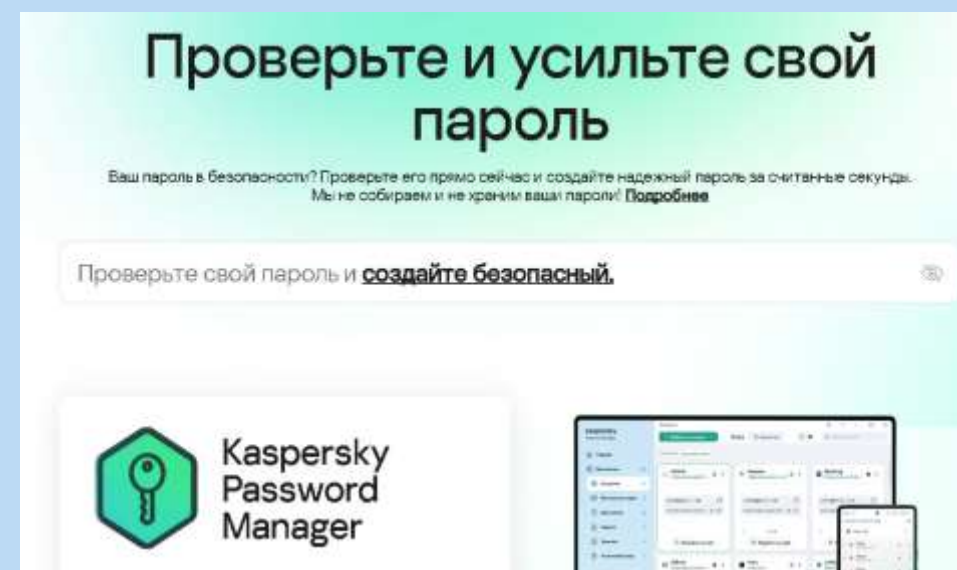 Проверьте и усильте свой
пароль
Ваш пароль в безопасности? Проверьте его прямо сейчас и создайте надежный пароль за считанные секунды.
Мы не собираем и не храним ваши пароли! Подробнее
Проверьте свой пароль и создайте безопасный.
Kaspersky
Password
Manager